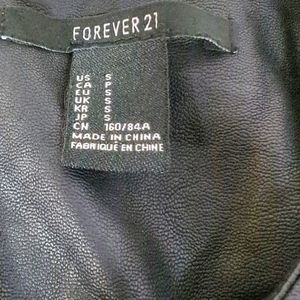 FOREVER 21
US S
CA P
EU S
UK S
KR S
JP S
CN 160/84A
MADE IN CHINA
FABRIQUÉ EN CHINE